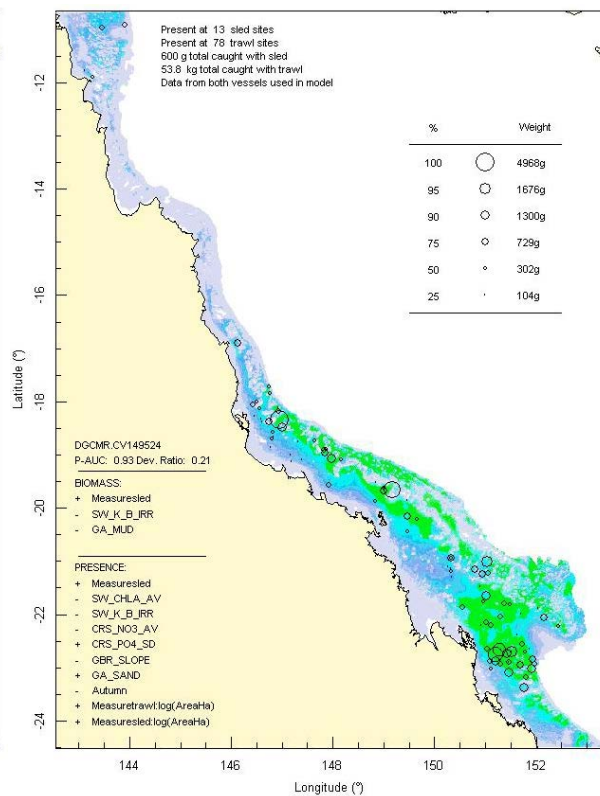 Present at 13 sled sites
Present at 78 trawl sites
600 g total caught with sled
53.8 kg total caught with trawl
Data from both vessels used in model
% Weight
100 4968g
95 1676g
90 1300g
75 729g
50 302g
25 104g
DGCMR.CV149524
P-AUC: 0.93 Dev. Ratio: 0.21
BIOMASS:
+ Measuresled
- SW_K_B_IRR
- GA_MUD
PRESENCE:
+ Measuresled
- SW_CHLA_AV
- SW_K_B_IRR
- CRS_NO3_AV
+ CRS_PO4_SD
- GBR_SLOPE
+ GA_SAND
- Autumn
+ Measuretrawl:log(AreaHa)
+ Measuresled:log(AreaHa)
Latitude (°)
-12
-14
-16
-18
-20
-22
-24
144 146 148 150 152
Longitude (°)